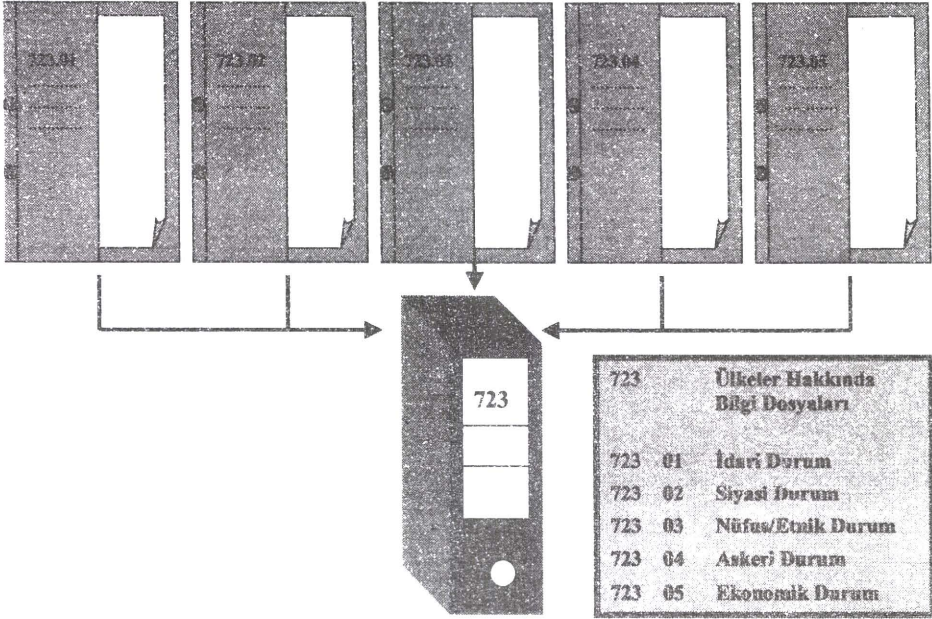 723.01
723.02
723.03
723.04
723.05
723
723 Ülkeler Hakkında
Bilgi Dosyaları
723 01 İdari Durum
723 02 Siyasi Durum
723 03 Nüfus/Etnik Durum
723 04 Askeri Durum
723 05 Ekonomik Durum